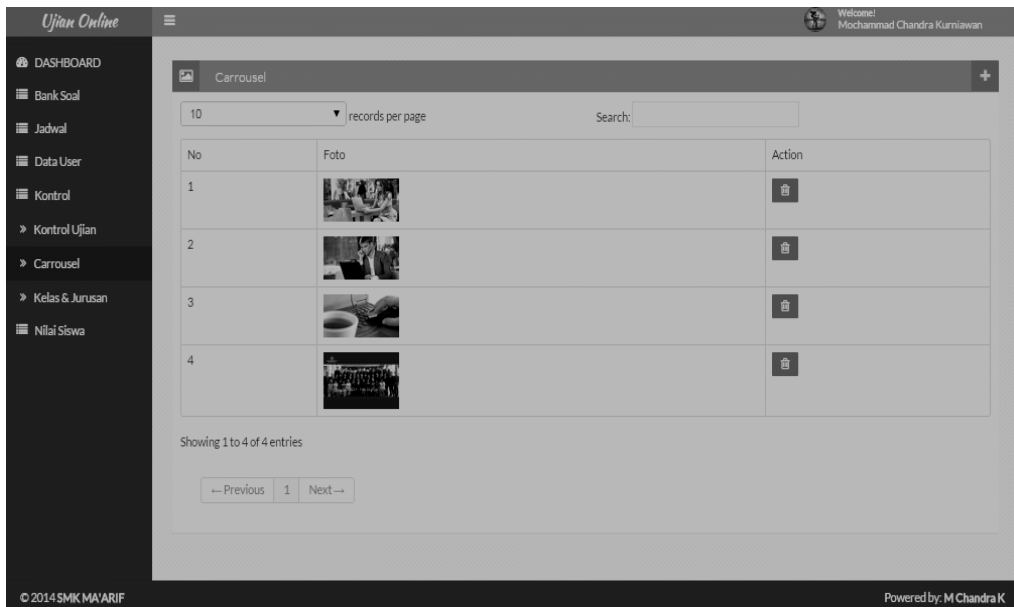 Ujian Online
Welcome!
Mochammad Chandra Kurniawan
DASHBOARD
Bank Soal
Jadwal
Data User
Kontrol
» Kontrol Ujian
» Carrousel
» Kelas & Jurusan
Nilai Siswa
Carrousel
10 records per page Search:
No Foto Action
1
2
3
4
Showing 1 to 4 of 4 entries
← Previous 1 Next →
© 2014 SMK MA'ARIF Powered by: M Chandra K